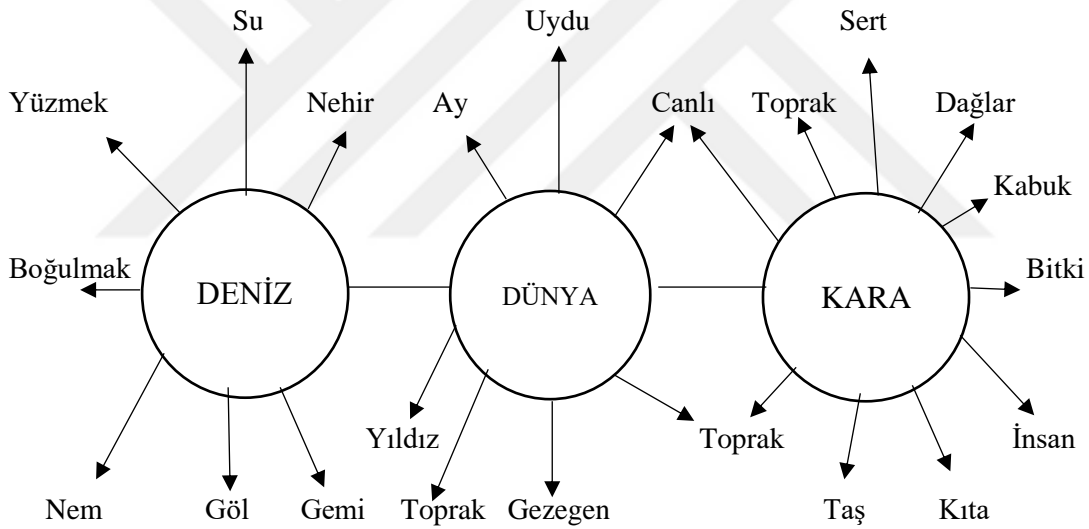 Su
Uydu
Sert
Yüzmek
Nehir
Ay
Canlı
Toprak
Dağlar
Kabuk
Boğulmak
DENİZ
DÜNYA
KARA
Bitki
Yıldız
Toprak
İnsan
Nem
Göl
Gemi
Toprak
Gezegen
Taş
Kıta